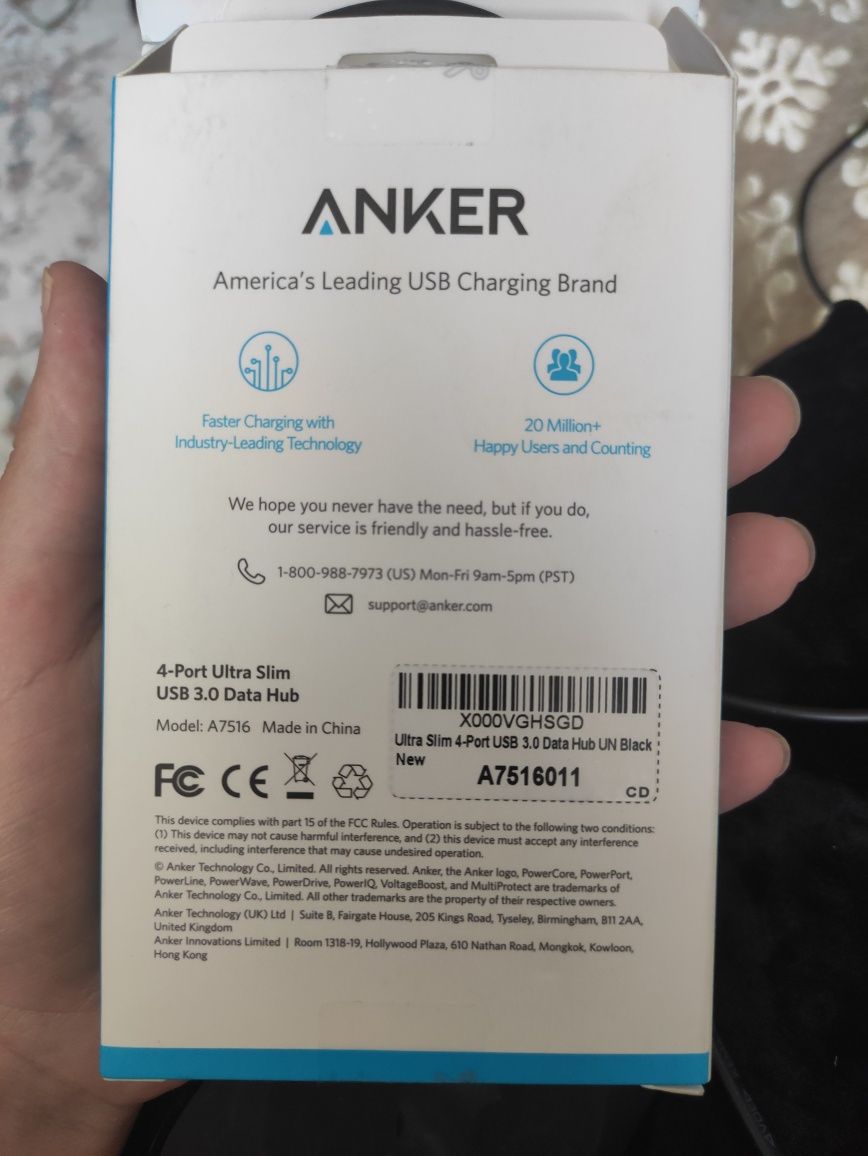 ANKER
America's Leading USB Charging Brand
Faster Charging with
Industry-Leading Technology
20 Million+
Happy Users and Counting
We hope you never have the need, but if you do,
our service is friendly and hassle-free.
1-800-988-7973 (US) Mon-Fri 9am-5pm (PST)
support@anker.com
4-Port Ultra Slim
USB 3.0 Data Hub
Model: A7516 Made in China
FC CE
X000VGHSGD
Ultra Slim 4-Port USB 3.0 Data Hub UN Black
New
A7516011
CD
This device complies with part 15 of the FCC Rules. Operation is subject to the following two conditions:
(1) This device may not cause harmful interference, and (2) this device must accept any interference
received, including interference that may cause undesired operation.
© Anker Technology Co., Limited. All rights reserved. Anker, the Anker logo, PowerCore, PowerPort,
PowerLine, PowerWave, PowerDrive, PowerIQ, VoltageBoost, and MultiProtect are trademarks of
Anker Technology Co., Limited. All other trademarks are the property of their respective owners.
Anker Technology (UK) Ltd | Suite B, Fairgate House, 205 Kings Road, Tyseley, Birmingham, B11 2AA,
United Kingdom
Anker Innovations Limited | Room 1318-19, Hollywood Plaza, 610 Nathan Road, Mongkok, Kowloon,
Hong Kong